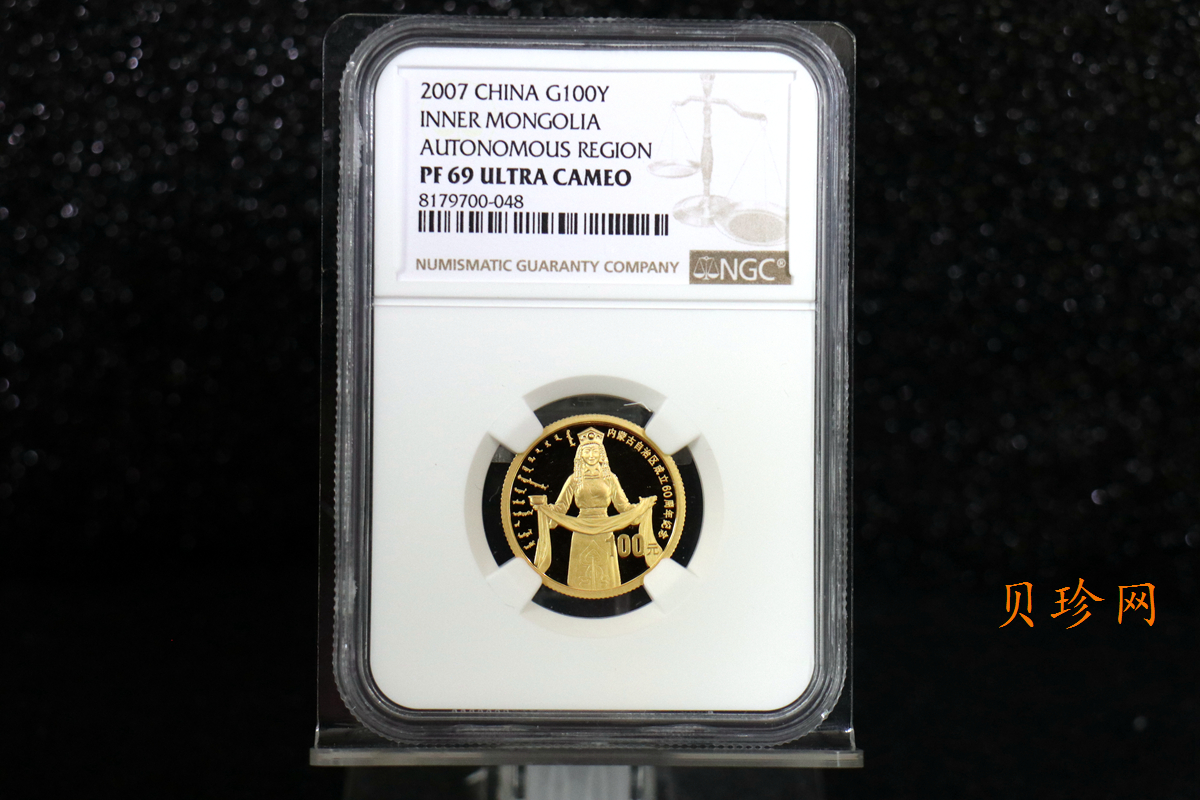 2007 CHINA G100Y
INNER MONGOLIA
AUTONOMOUS REGION
PF 69 ULTRA CAMEO
8179700-048
NUMISMATIC GUARANTY COMPANY
NGC®
内蒙古自治区成立60周年纪念
100元
贝珍网